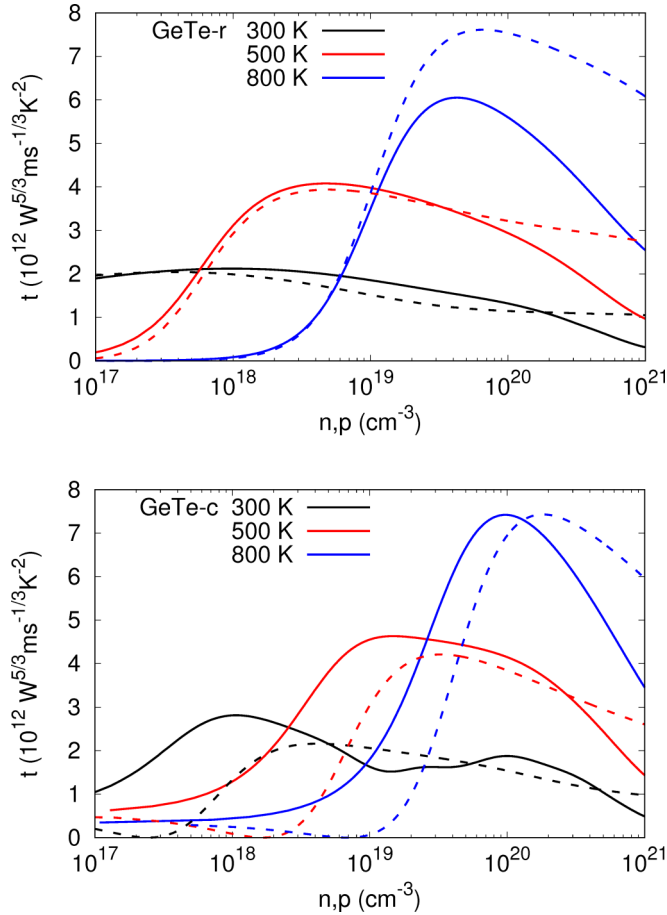 8
7
6
5
4
3
2
1
0
t (10^12 W^5/3 ms^-1/3 K^-2)
GeTe-r 300 K
500 K
800 K
10^17 10^18 10^19 10^20 10^21
n,p (cm^-3)
8
7
6
5
4
3
2
1
0
t (10^12 W^5/3 ms^-1/3 K^-2)
GeTe-c 300 K
500 K
800 K
10^17 10^18 10^19 10^20 10^21
n,p (cm^-3)